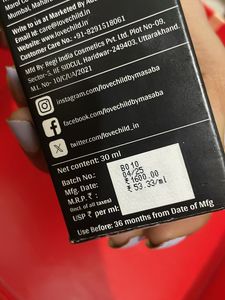 Mumbai, Mahar
Write to us at Marketed By Add
Email Id: care@lovechild.in
Website: www.lovechild.in
Customer Care No.: +91-8291518061
Mfg By: Regi India Cosmetics Pvt. Ltd. Plot No-09,
Sector-5, IIE SIDCUL Haridwar-249403, Uttarakhand.
M.L. No- 10/C/UA/2021
instagram.com/lovechildbymasaba
facebook.com/lovechildbymasaba
twitter.com/lovechild_in
Net content: 30 ml
Batch No.: B010
Mfg. Date: 04/25
M.R.P. ₹ : ₹1600.00
(Incl. of all taxes)
USP ₹ per ml: ₹ 53.33/ml
Use Before: 36 months from Date of Mfg